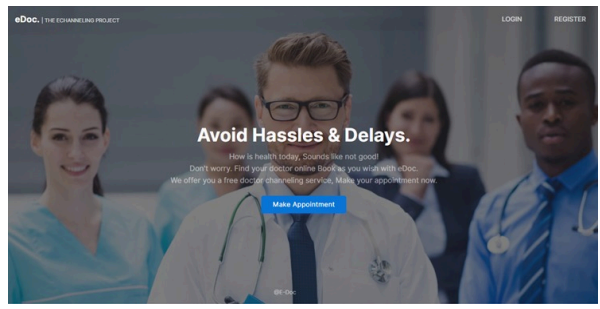 eDoc. | THE ECHANNELING PROJECT
LOGIN
REGISTER
Avoid Hassles & Delays.
How is health today, Sounds like not good!
Don't worry. Find your doctor online Book as you wish with eDoc.
We offer you a free doctor channeling service, Make your appointment now.
Make Appointment
@E-Doc